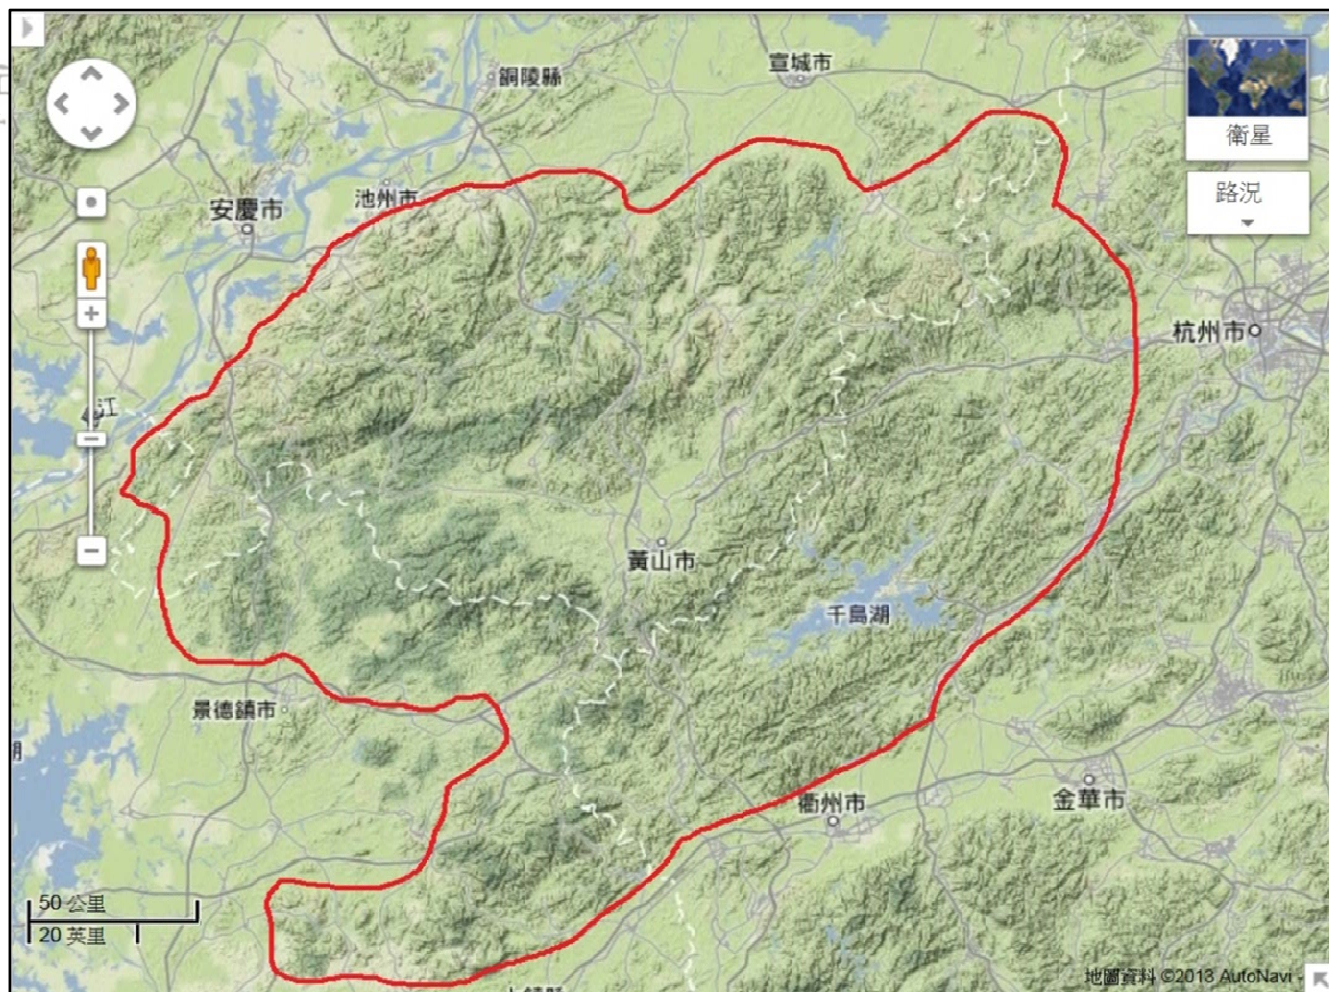 銅陵縣
宣城市
衛星
池州市
路況
安慶市
杭州市
江
黃山市
千島湖
景德鎮市
湖
金華市
衢州市
50 公里
20 英里
地圖資料 ©2013 AutoNavi -